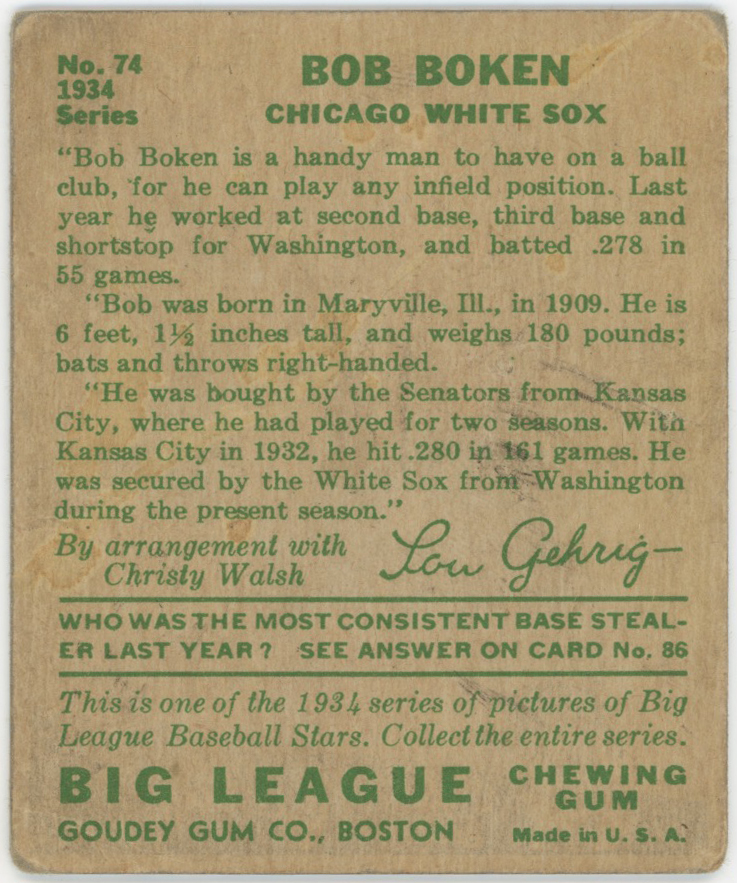 No. 74
1934
Series
BOB BOKEN
CHICAGO WHITE SOX
“Bob Boken is a handy man to have on a ball
club, for he can play any infield position. Last
year he worked at second base, third base and
shortstop for Washington, and batted .278 in
55 games.
“Bob was born in Maryville, Ill., in 1909. He is
6 feet, 1½ inches tall, and weighs 180 pounds;
bats and throws right-handed.
“He was bought by the Senators from Kansas
City, where he had played for two seasons. With
Kansas City in 1932, he hit .280 in 161 games. He
was secured by the White Sox from Washington
during the present season.”
By arrangement with
Christy Walsh
Lou Gehrig—
WHO WAS THE MOST CONSISTENT BASE STEAL-
ER LAST YEAR? SEE ANSWER ON CARD No. 86
This is one of the 1934 series of pictures of Big
League Baseball Stars. Collect the entire series.
BIG LEAGUE
CHEWING
GUM
GOUDEY GUM CO., BOSTON
Made in U. S. A.